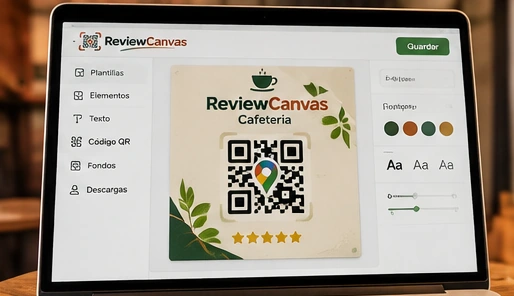 ReviewCanvas
Guardar
Plantillas
Elementos
Texto
Código QR
Fondos
Descargas
ReviewCanvas
Cafeteria
Aa Aa Aa